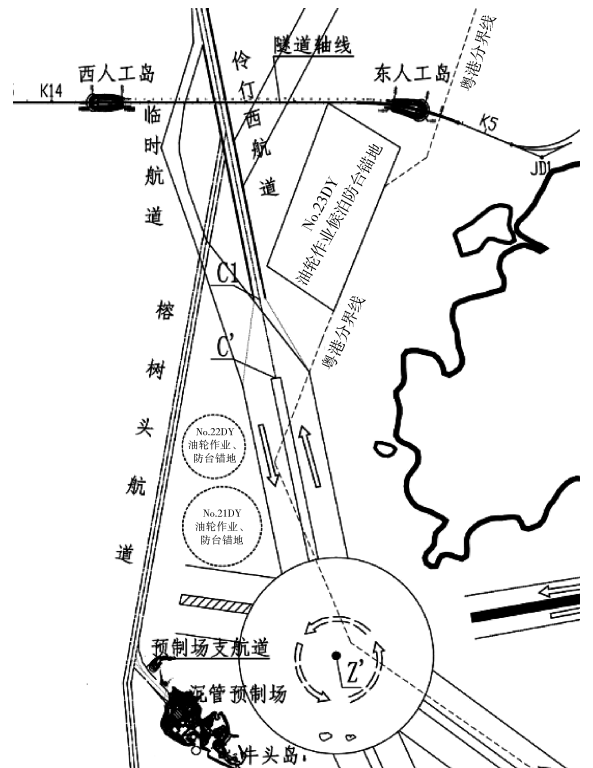 隧道轴线
伶仃西航道
粤港分界线
西人工岛
东人工岛
K14
K5
JD1
临时航道
No.23DY
油轮作业候泊防台锚地
C1
C'
粤港分界线
榕树头航道
No.22DY
油轮作业、
防台锚地
No.21DY
油轮作业、
防台锚地
预制场支航道
沉管预制场
牛头岛
Z'